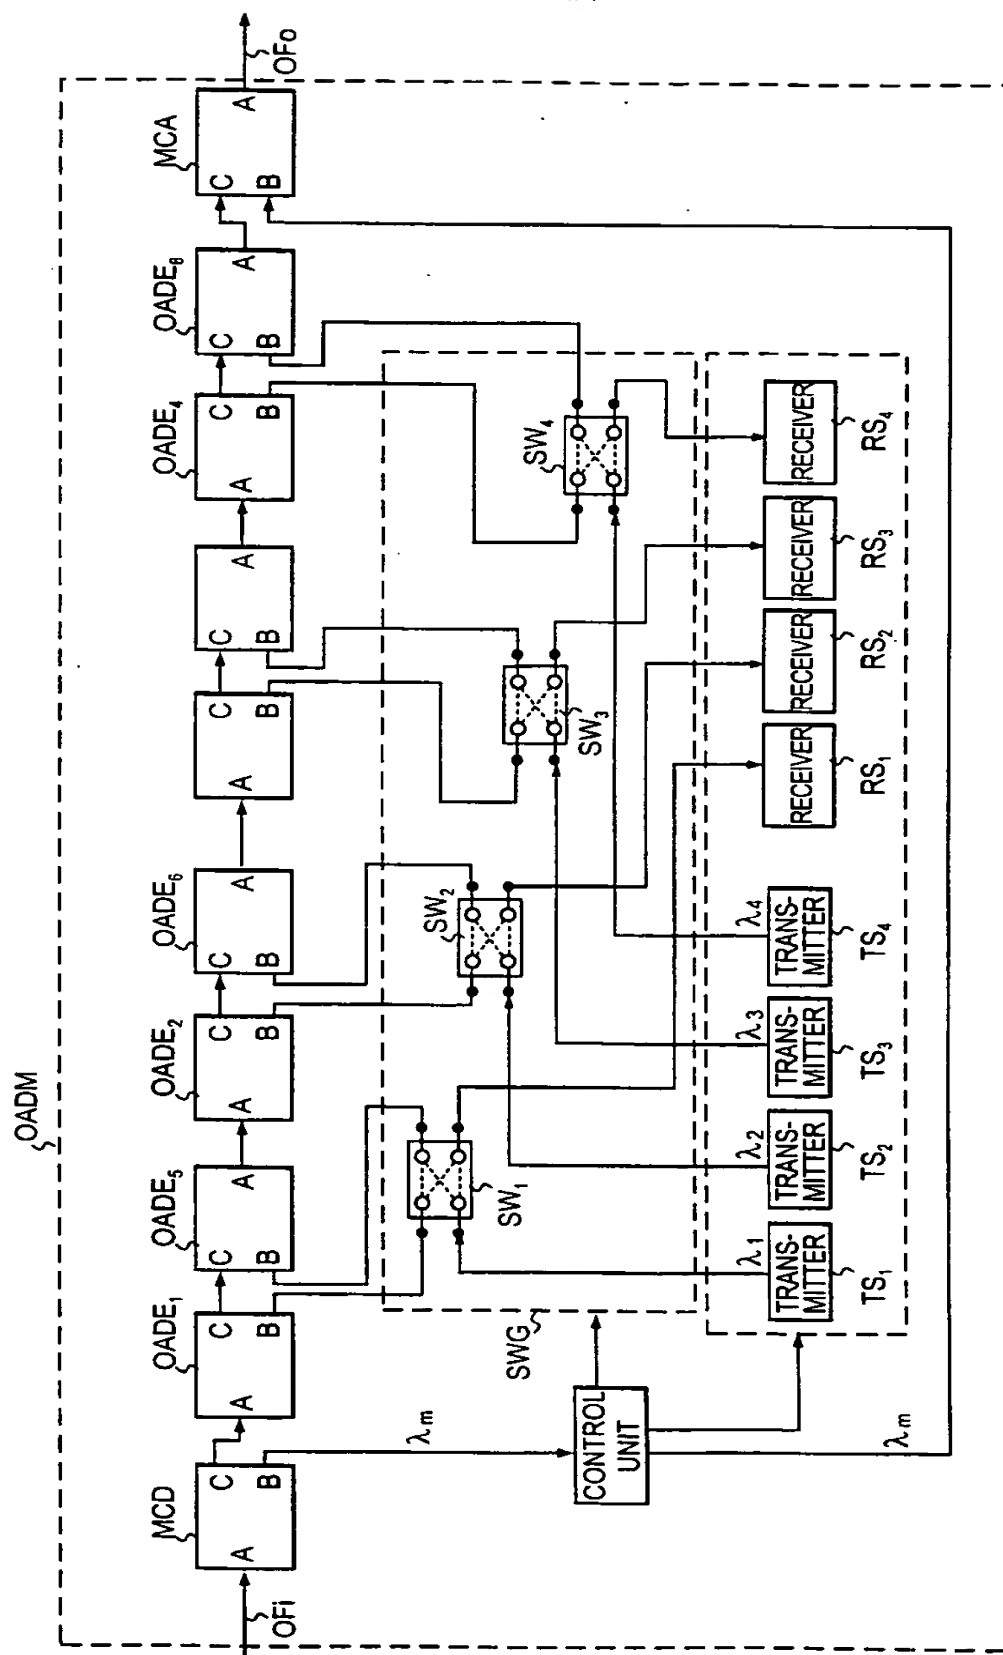 OADM
MCD
OADE₁
OADE₅
OADE₂
OADE₆
OADE₄
OADE₈
MCA
A
C
B
A
C
B
C
B
A
A
C
B
C
B
A
A
C
B
C
B
A
A
C
B
C
B
A
C
B
A
OFi
OFo
λm
SWG
SW₁
SW₂
SW₃
SW₄
CONTROL
UNIT
λm
λ1
λ2
λ3
λ4
TRANS-
MITTER
TRANS-
MITTER
TRANS-
MITTER
TRANS-
MITTER
RECEIVER
RECEIVER
RECEIVER
RECEIVER
TS₁
TS₂
TS₃
TS₄
RS₁
RS₂
RS₃
RS₄